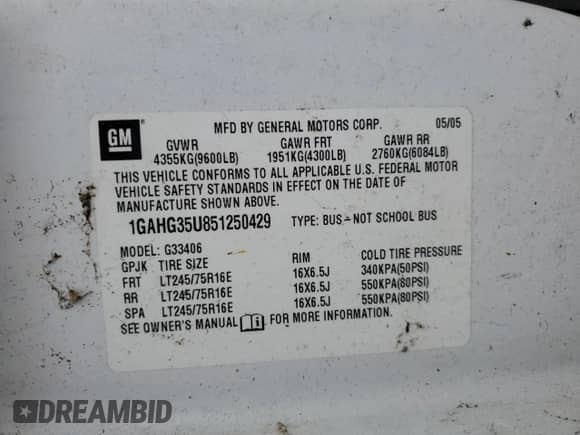 GM
MFD BY GENERAL MOTORS CORP. 05/05
GVWR GAWR FRT GAWR RR
4355KG(9600LB) 1951KG(4300LB) 2760KG(6084LB)
THIS VEHICLE CONFORMS TO ALL APPLICABLE U.S. FEDERAL MOTOR
VEHICLE SAFETY STANDARDS IN EFFECT ON THE DATE OF
MANUFACTURE SHOWN ABOVE.
1GAHG35U851250429 TYPE: BUS - NOT SCHOOL BUS
MODEL: G33406
GPJK TIRE SIZE RIM COLD TIRE PRESSURE
FRT LT245/75R16E 16X6.5J 340KPA(50PSI)
RR LT245/75R16E 16X6.5J 550KPA(80PSI)
SPA LT245/75R16E 16X6.5J 550KPA(80PSI)
SEE OWNER'S MANUAL i FOR MORE INFORMATION.
DREAMBID